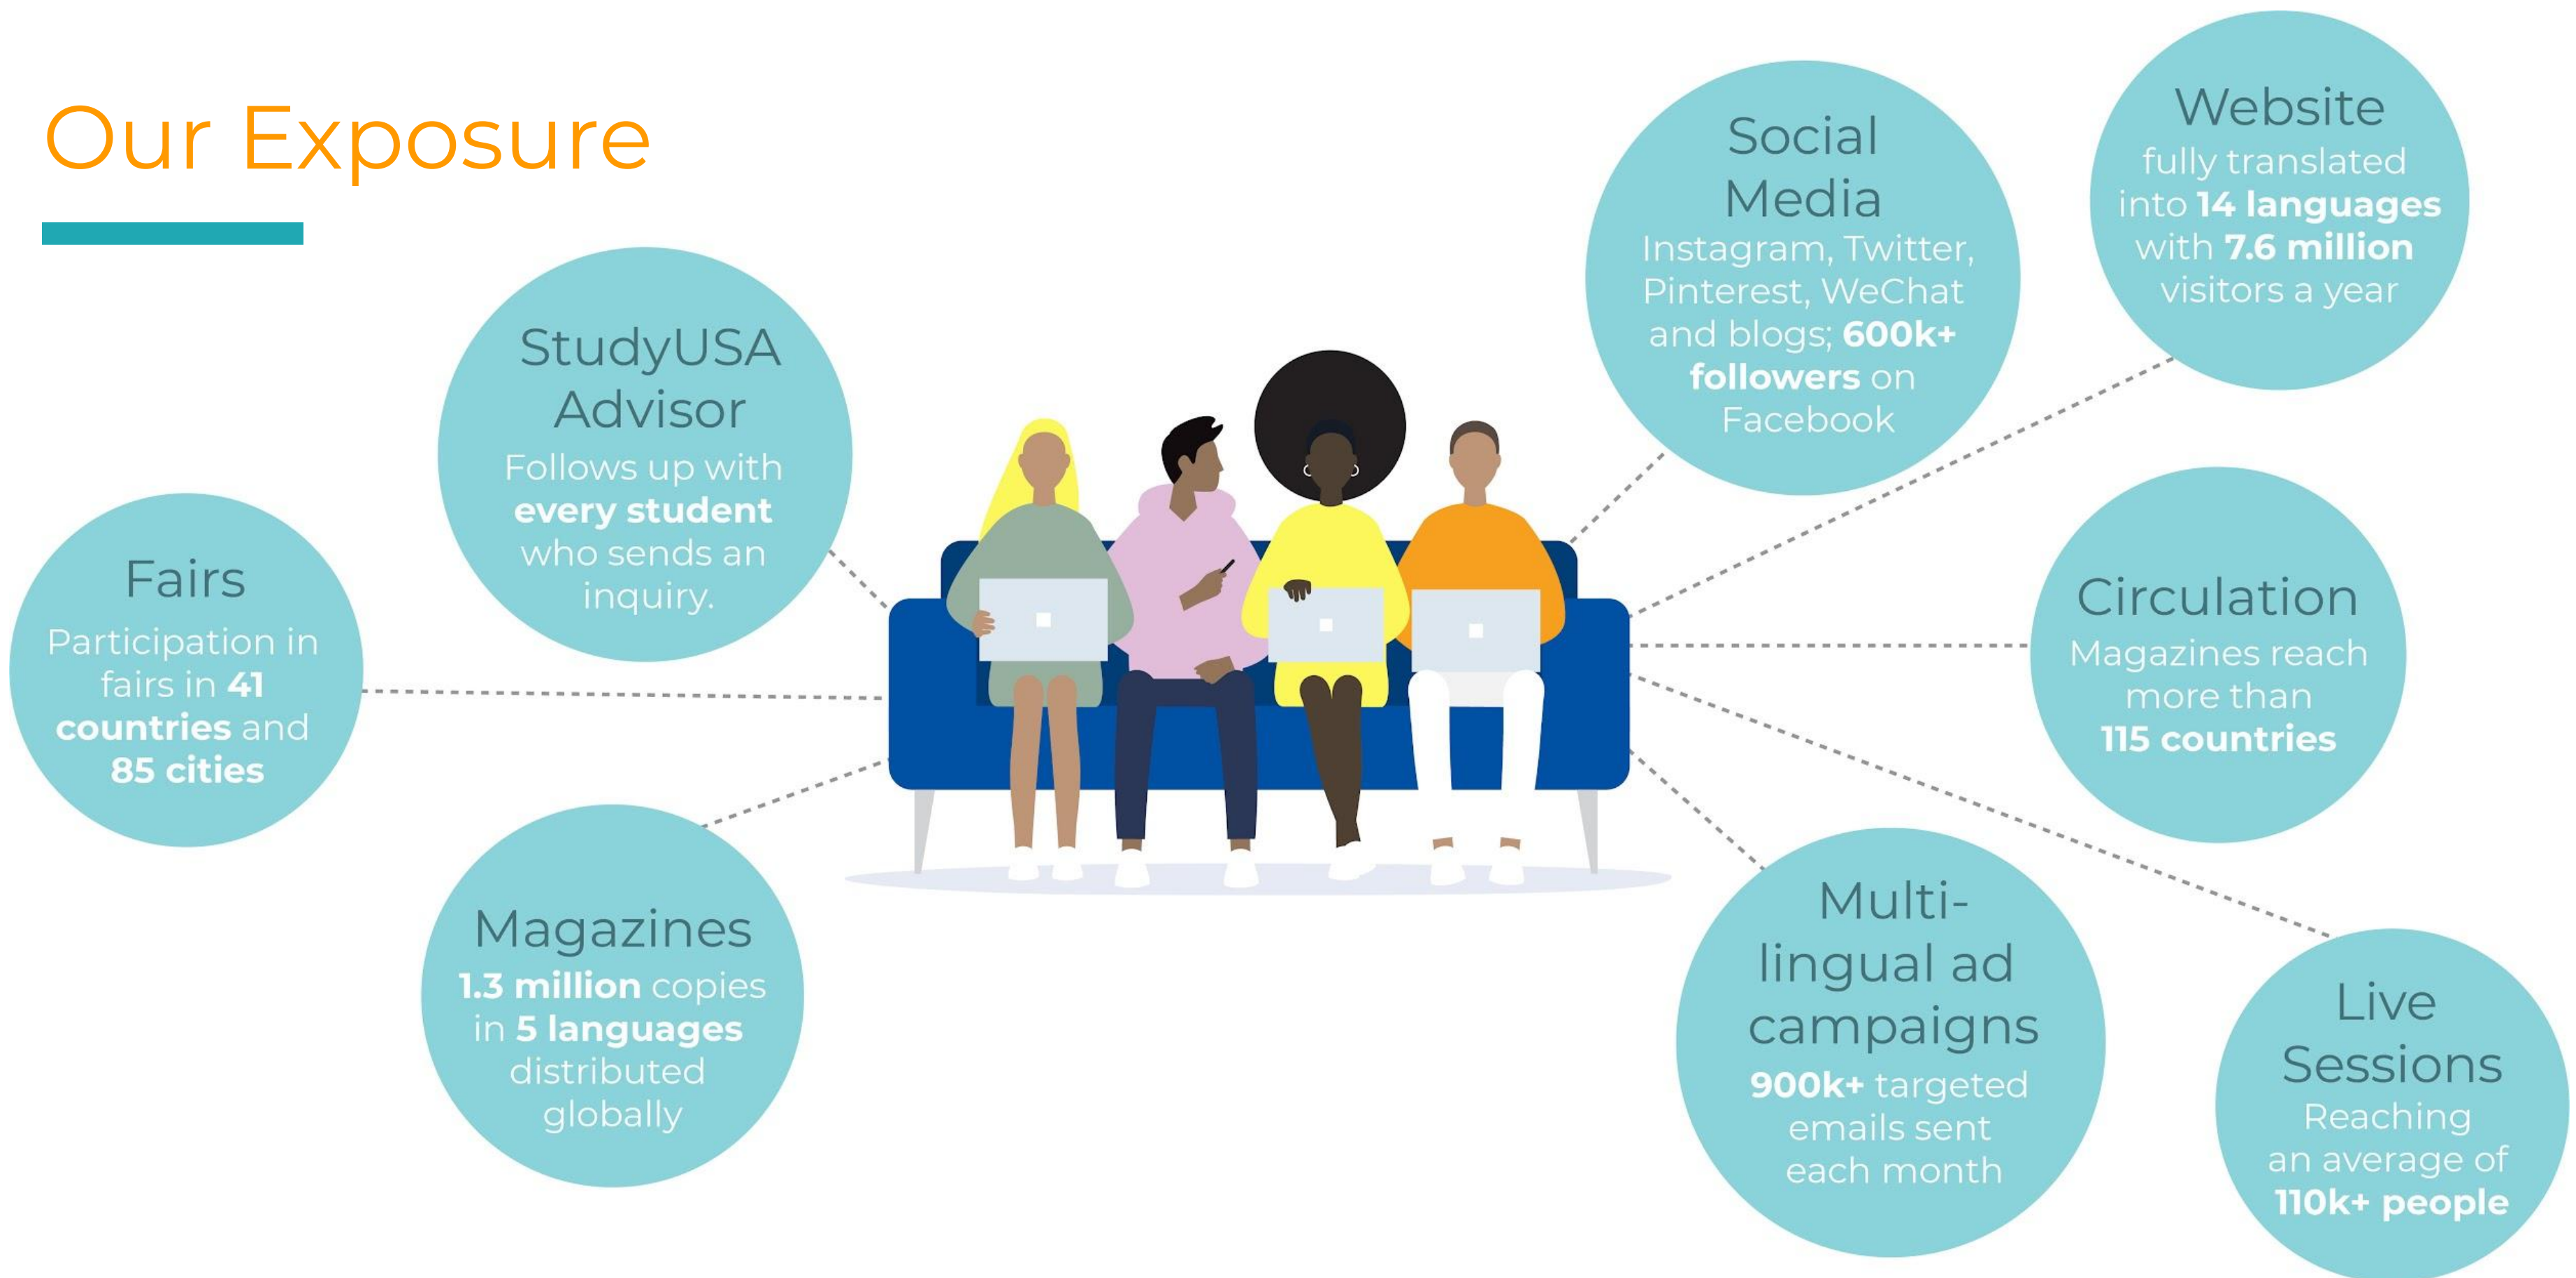 Our Exposure
StudyUSA
Advisor
Follows up with
every student
who sends an
inquiry.
Fairs
Participation in
fairs in 41
countries and
85 cities
Magazines
1.3 million copies
in 5 languages
distributed
globally
Social
Media
Instagram, Twitter,
Pinterest, WeChat
and blogs; 600k+
followers on
Facebook
Website
fully translated
into 14 languages
with 7.6 million
visitors a year
Circulation
Magazines reach
more than
115 countries
Multi-
lingual ad
campaigns
900k+ targeted
emails sent
each month
Live
Sessions
Reaching
an average of
110k+ people